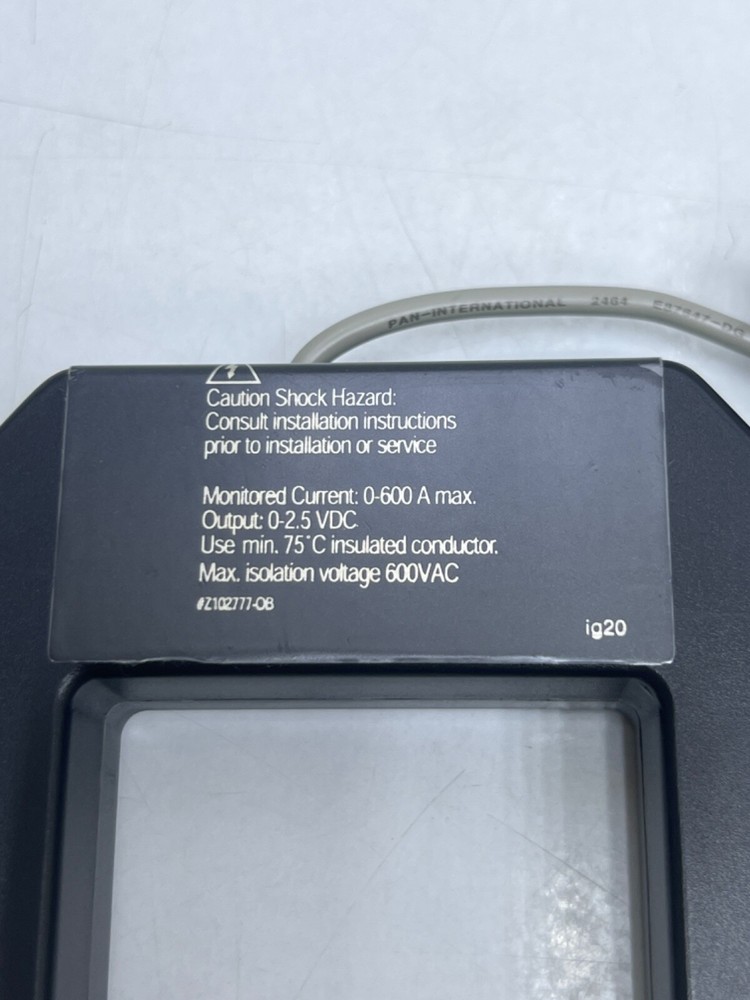 PAN-INTERNATIONAL 2464
Caution Shock Hazard:
Consult installation instructions
prior to installation or service
Monitored Current: 0-600 A max.
Output: 0-2.5 VDC
Use min. 75°C insulated conductor.
Max. isolation voltage 600VAC
#Z102777-0B
ig20